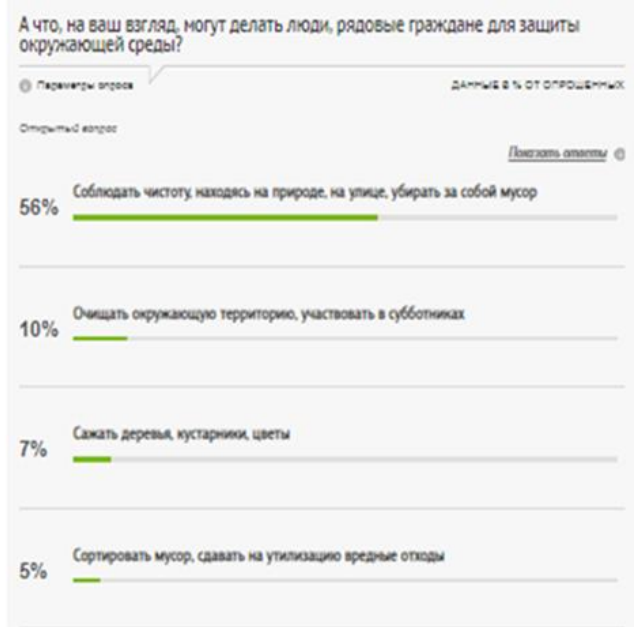 А что, на ваш взгляд, могут делать люди, рядовые граждане для защиты
окружающей среды?
Параметры опроса
ДАННЫЕ В % ОТ ОПРОШЕННЫХ
Открытый вопрос
Показать ответы
56%
Соблюдать чистоту, находясь на природе, на улице, убирать за собой мусор
10%
Очищать окружающую территорию, участвовать в субботниках
7%
Сажать деревья, кустарники, цветы
5%
Сортировать мусор, сдавать на утилизацию вредные отходы